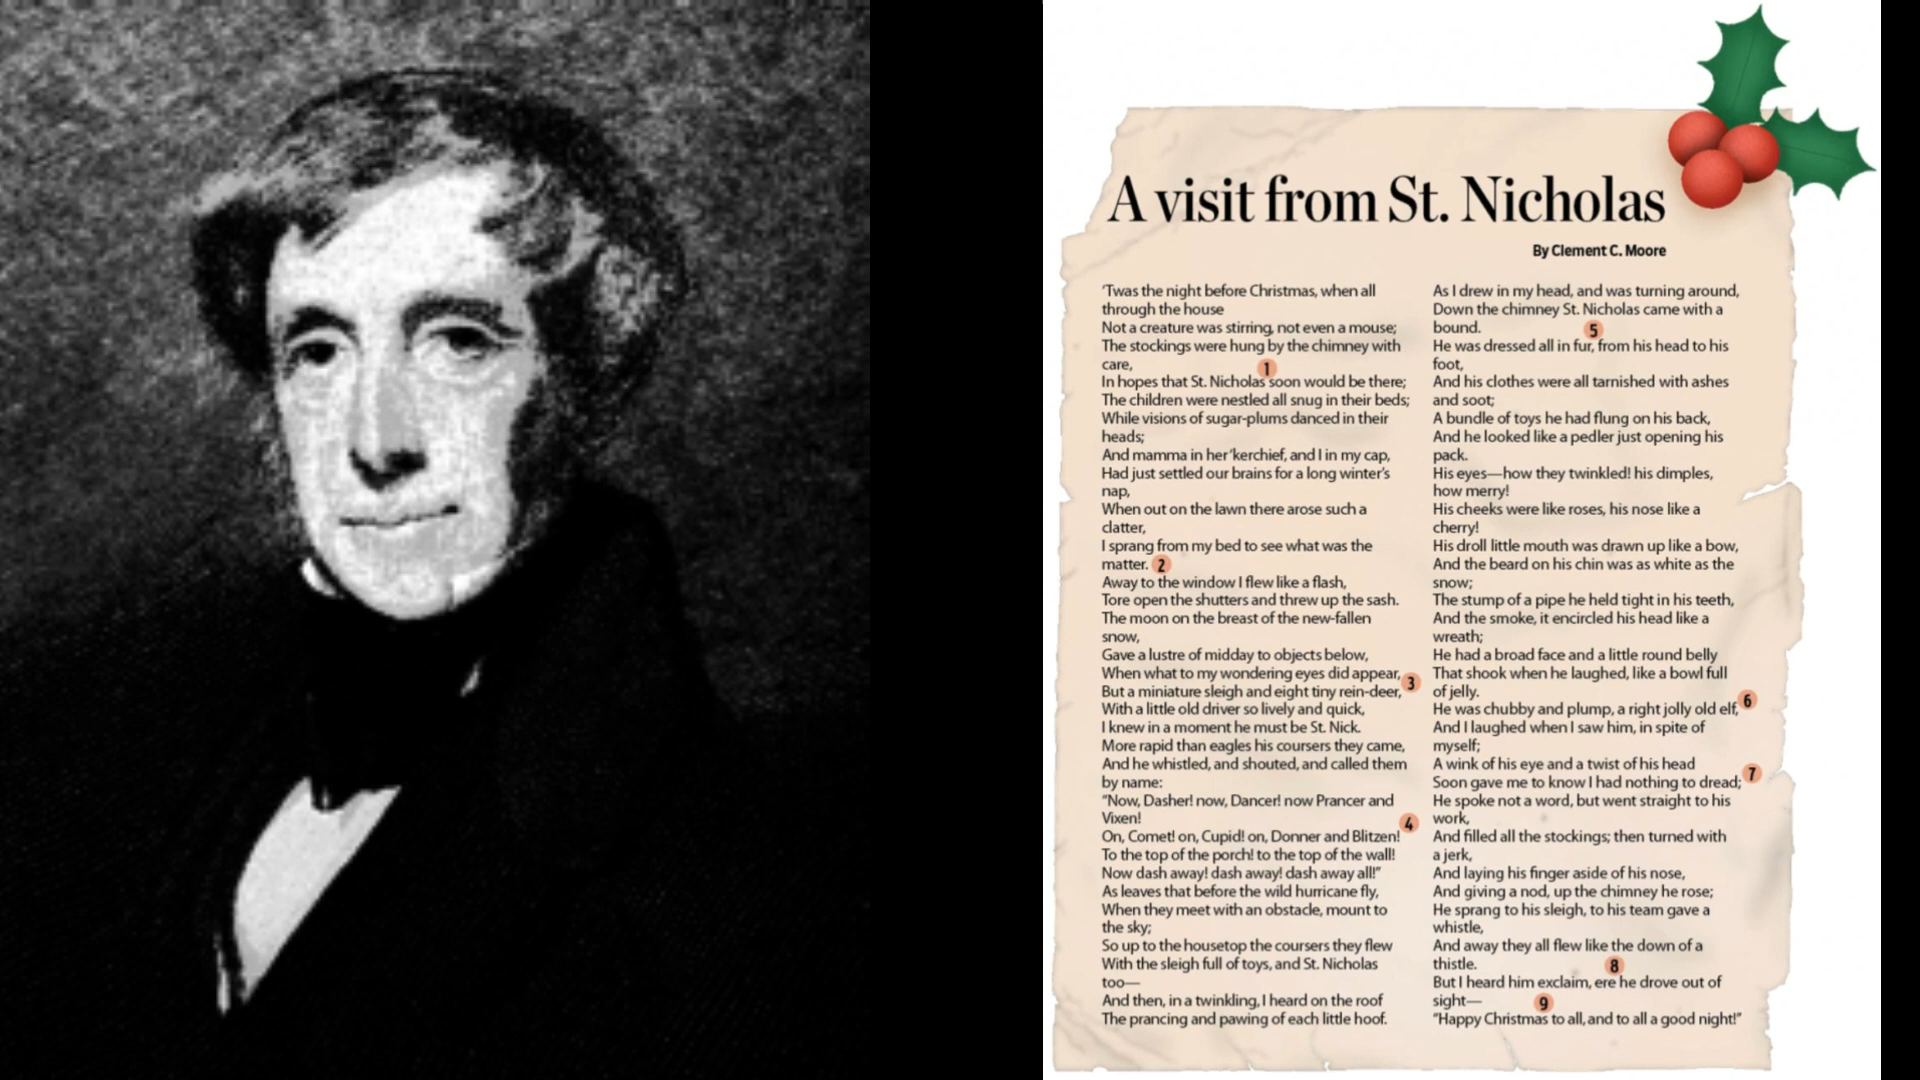 A visit from St. Nicholas
By Clement C. Moore
‘Twas the night before Christmas, when all
through the house
Not a creature was stirring, not even a mouse;
The stockings were hung by the chimney with
care,
1
In hopes that St. Nicholas soon would be there;
The children were nestled all snug in their beds;
While visions of sugar-plums danced in their
heads;
And mamma in her ‘kerchief, and I in my cap,
Had just settled our brains for a long winter’s
nap,
When out on the lawn there arose such a
clatter,
I sprang from my bed to see what was the
matter. 2
Away to the window I flew like a flash,
Tore open the shutters and threw up the sash.
The moon on the breast of the new-fallen
snow,
Gave a lustre of midday to objects below,
When what to my wondering eyes did appear,
3
But a miniature sleigh and eight tiny rein-deer,
With a little old driver so lively and quick,
I knew in a moment he must be St. Nick.
More rapid than eagles his coursers they came,
And he whistled, and shouted, and called them
by name:
“Now, Dasher! now, Dancer! now Prancer and
Vixen!
4
On, Comet! on, Cupid! on, Donner and Blitzen!
To the top of the porch! to the top of the wall!
Now dash away! dash away! dash away all!”
As leaves that before the wild hurricane fly,
When they meet with an obstacle, mount to
the sky;
So up to the housetop the coursers they flew
With the sleigh full of toys, and St. Nicholas
too—
And then, in a twinkling, I heard on the roof
The prancing and pawing of each little hoof.
As I drew in my head, and was turning around,
Down the chimney St. Nicholas came with a
bound. 5
He was dressed all in fur, from his head to his
foot,
And his clothes were all tarnished with ashes
and soot;
A bundle of toys he had flung on his back,
And he looked like a pedler just opening his
pack.
His eyes—how they twinkled! his dimples,
how merry!
His cheeks were like roses, his nose like a
cherry!
His droll little mouth was drawn up like a bow,
And the beard on his chin was as white as the
snow;
The stump of a pipe he held tight in his teeth,
And the smoke, it encircled his head like a
wreath;
He had a broad face and a little round belly
That shook when he laughed, like a bowl full
of jelly.
6
He was chubby and plump, a right jolly old elf,
And I laughed when I saw him, in spite of
myself;
A wink of his eye and a twist of his head
7
Soon gave me to know I had nothing to dread;
He spoke not a word, but went straight to his
work,
And filled all the stockings; then turned with
a jerk,
And laying his finger aside of his nose,
And giving a nod, up the chimney he rose;
He sprang to his sleigh, to his team gave a
whistle,
And away they all flew like the down of a
thistle. 8
But I heard him exclaim, ere he drove out of
sight— 9
“Happy Christmas to all, and to all a good night!”